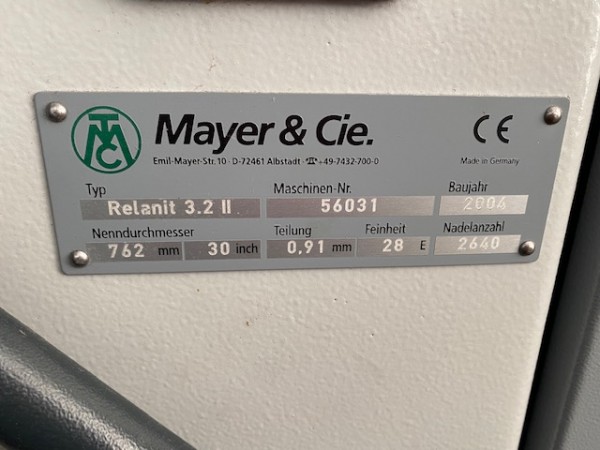 TMC
Mayer & Cie.
Emil-Mayer-Str. 10 · D-72461 Albstadt · ☎+49-7432-700-0
CE
Made in Germany
Typ Maschinen-Nr. Baujahr
Relanit 3.2 II 56031 2004
Nenndurchmesser Teilung Feinheit Nadelanzahl
762 mm 30 inch 0,91 mm 28 E 2640